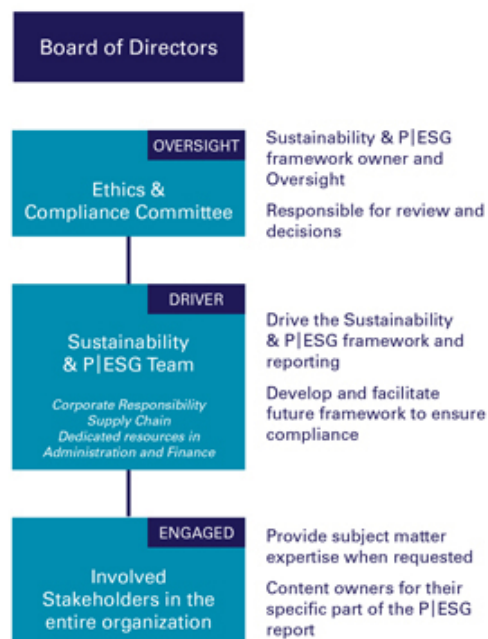 Board of Directors
OVERSIGHT
Ethics &
Compliance Committee
Sustainability & P|ESG
framework owner and
Oversight
Responsible for review and
decisions
DRIVER
Sustainability
& P|ESG Team
Corporate Responsibility
Supply Chain
Dedicated resources in
Administration and Finance
Drive the Sustainability
& P|ESG framework and
reporting
Develop and facilitate
future framework to ensure
compliance
ENGAGED
Involved
Stakeholders in the
entire organization
Provide subject matter
expertise when requested
Content owners for their
specific part of the P|ESG
report